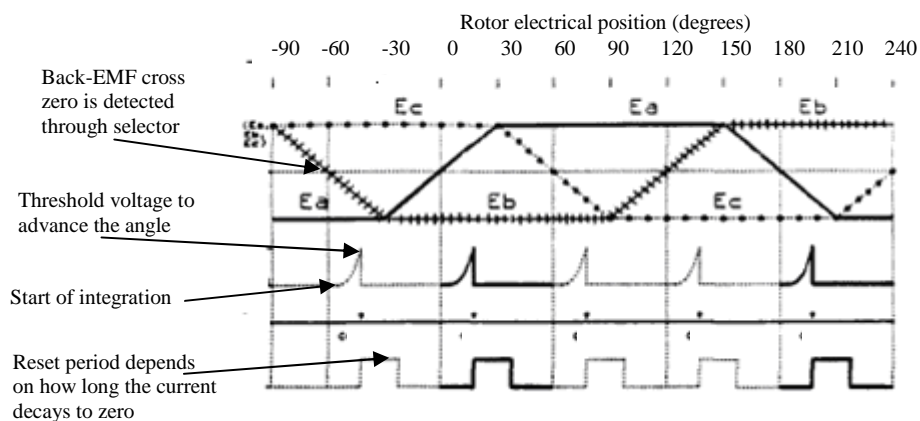 Rotor electrical position (degrees)
-90 -60 -30 0 30 60 90 120 150 180 210 240
Back-EMF cross
zero is detected
through selector
Ec Ea Eb
Threshold voltage to
advance the angle
Ea Eb Ec
Start of integration
Reset period depends
on how long the current
decays to zero